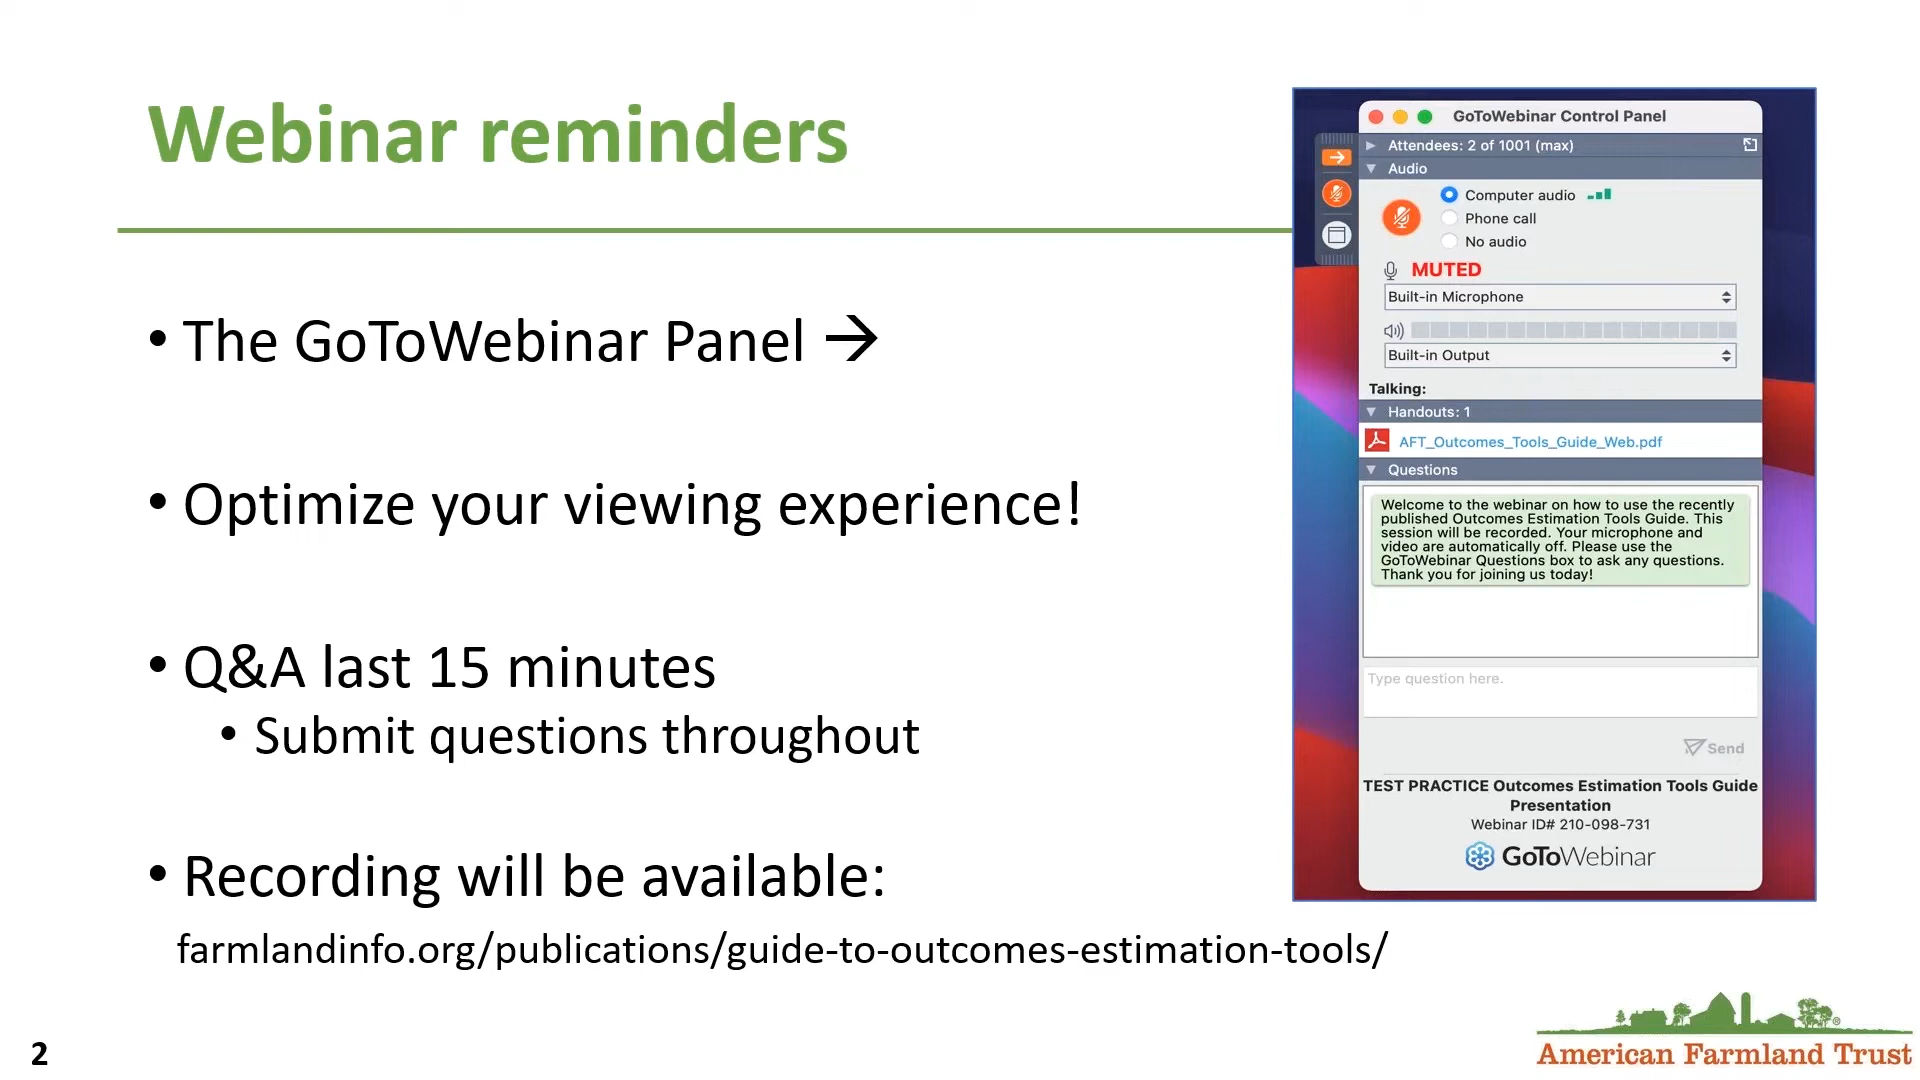 Webinar reminders
• The GoToWebinar Panel →
• Optimize your viewing experience!
• Q&A last 15 minutes
• Submit questions throughout
• Recording will be available:
farmlandinfo.org/publications/guide-to-outcomes-estimation-tools/
2
GoToWebinar Control Panel
Attendees: 2 of 1001 (max)
Audio
Computer audio
Phone call
No audio
MUTED
Built-in Microphone
Built-in Output
Talking:
Handouts: 1
AFT_Outcomes_Tools_Guide_Web.pdf
Questions
Welcome to the webinar on how to use the recently
published Outcomes Estimation Tools Guide. This
session will be recorded. Your microphone and
video are automatically off. Please use the
GoToWebinar Questions box to ask any questions.
Thank you for joining us today!
Type question here.
Send
TEST PRACTICE Outcomes Estimation Tools Guide
Presentation
Webinar ID# 210-098-731
GoToWebinar
®
American Farmland Trust